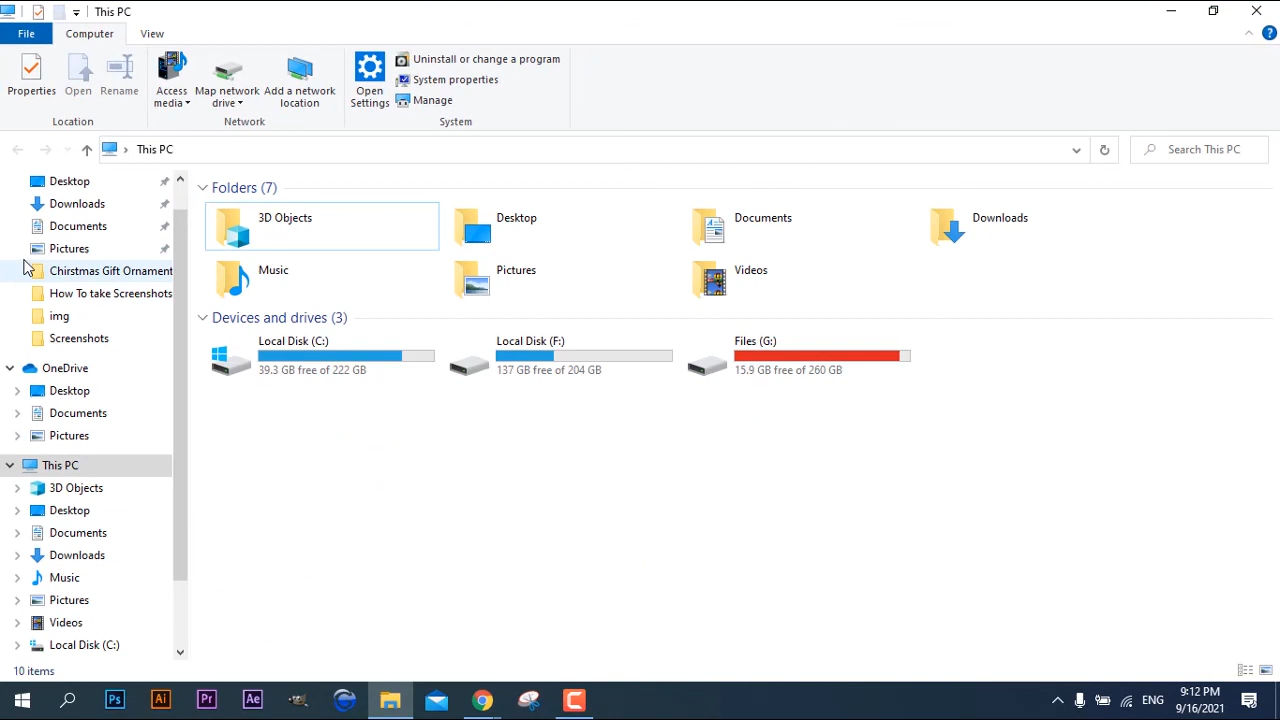 This PC
File
Computer
View
Properties
Open
Rename
Access media
Map network drive
Add a network location
Open Settings
Uninstall or change a program
System properties
Manage
Location
Network
System
This PC
Search This PC
Desktop
Downloads
Documents
Pictures
Chirstmas Gift Ornament
How To take Screenshots
img
Screenshots
OneDrive
Desktop
Documents
Pictures
This PC
3D Objects
Desktop
Documents
Downloads
Music
Pictures
Videos
Local Disk (C:)
Folders (7)
3D Objects
Desktop
Documents
Downloads
Music
Pictures
Videos
Devices and drives (3)
Local Disk (C:)
39.3 GB free of 222 GB
Local Disk (F:)
137 GB free of 204 GB
Files (G:)
15.9 GB free of 260 GB
10 items
Ps
Ai
Pr
Ae
ENG
9:12 PM
9/16/2021